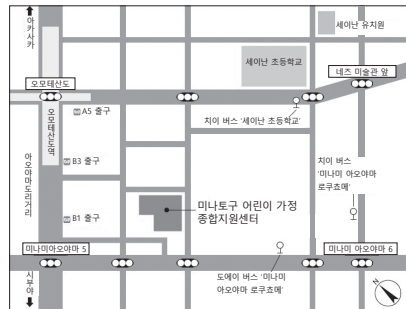 아카사카
세이난 유치원
세이난 초등학교
네즈 미술관 앞
오모테산도
A5 출구
치이 버스 '세이난 초등학교'
오모테산도역
아오야마도리거리
B3 출구
치이 버스
'미나미 아오야마
로쿠쵸메'
미나토구 어린이 가정
종합지원센터
B1 출구
미나미아오야마 5
미나미 아오야마 6
도에이 버스 '미나미
아오야마 로쿠쵸메'
시부야
N